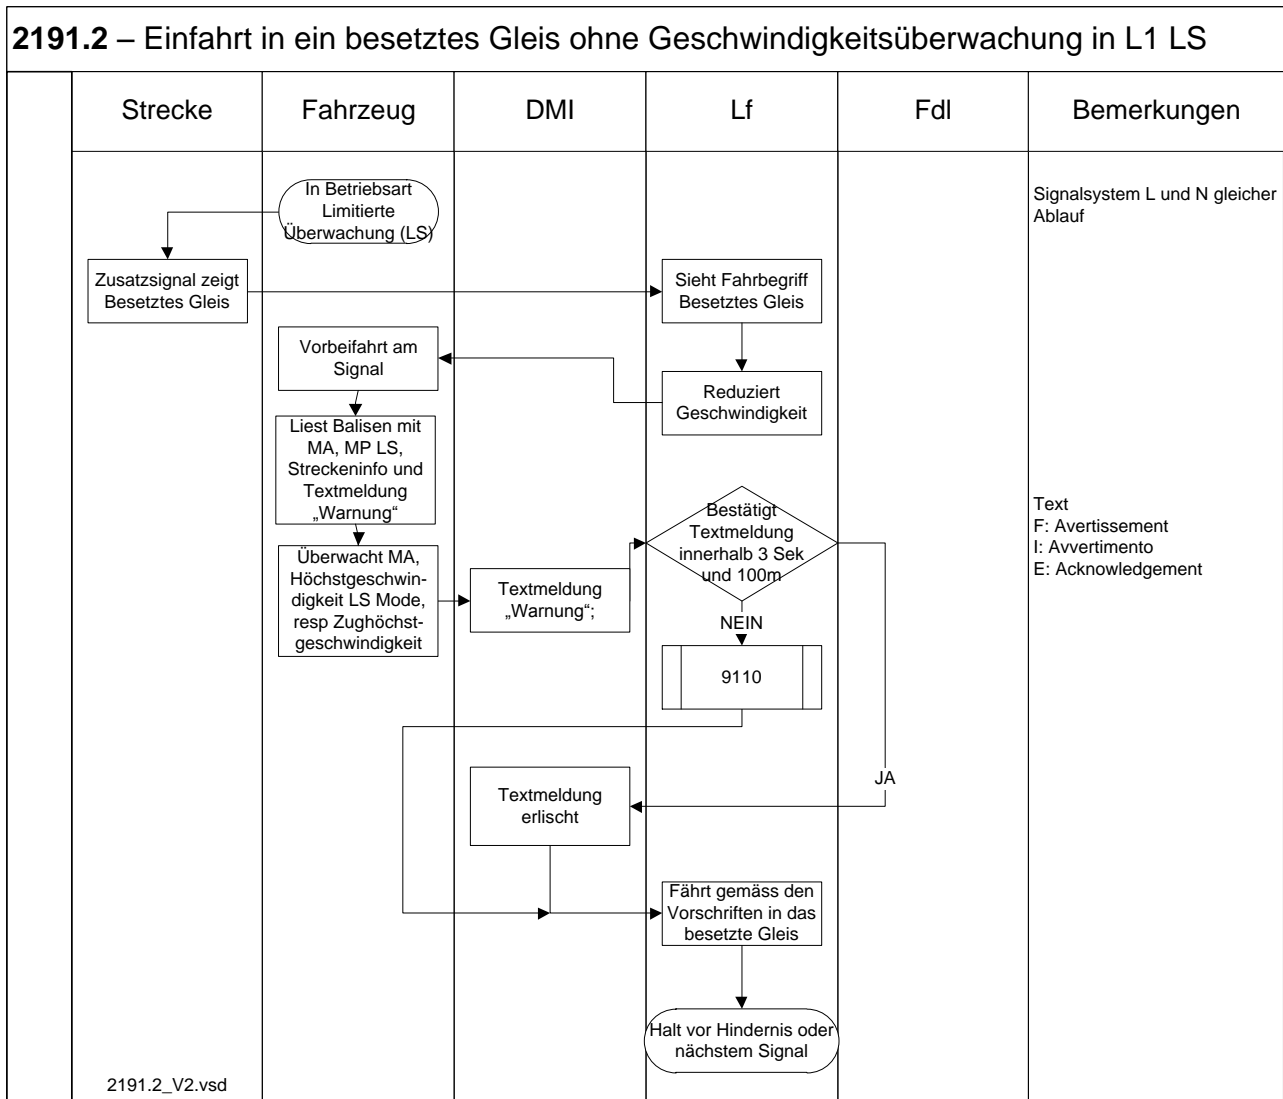 2191.2 – Einfahrt in ein besetztes Gleis ohne Geschwindigkeitsüberwachung in L1 LS
Strecke
Fahrzeug
DMI
Lf
Fdl
Bemerkungen
In Betriebsart
Limitierte
Überwachung (LS)
Signalsystem L und N gleicher
Ablauf
Zusatzsignal zeigt
Besetztes Gleis
Sieht Fahrbegriff
Besetztes Gleis
Vorbeifahrt am
Signal
Reduziert
Geschwindigkeit
Liest Balisen mit
MA, MP LS,
Streckeninfo und
Textmeldung
„Warnung“
Bestätigt
Textmeldung
innerhalb 3 Sek
und 100m
Text
F: Avertissement
I: Avvertimento
E: Acknowledgement
Überwacht MA,
Höchstgeschwin-
digkeit LS Mode,
resp Zughöchst-
geschwindigkeit
Textmeldung
„Warnung“;
NEIN
9110
JA
Textmeldung
erlischt
Fährt gemäss den
Vorschriften in das
besetzte Gleis
Halt vor Hindernis oder
nächstem Signal
2191.2_V2.vsd